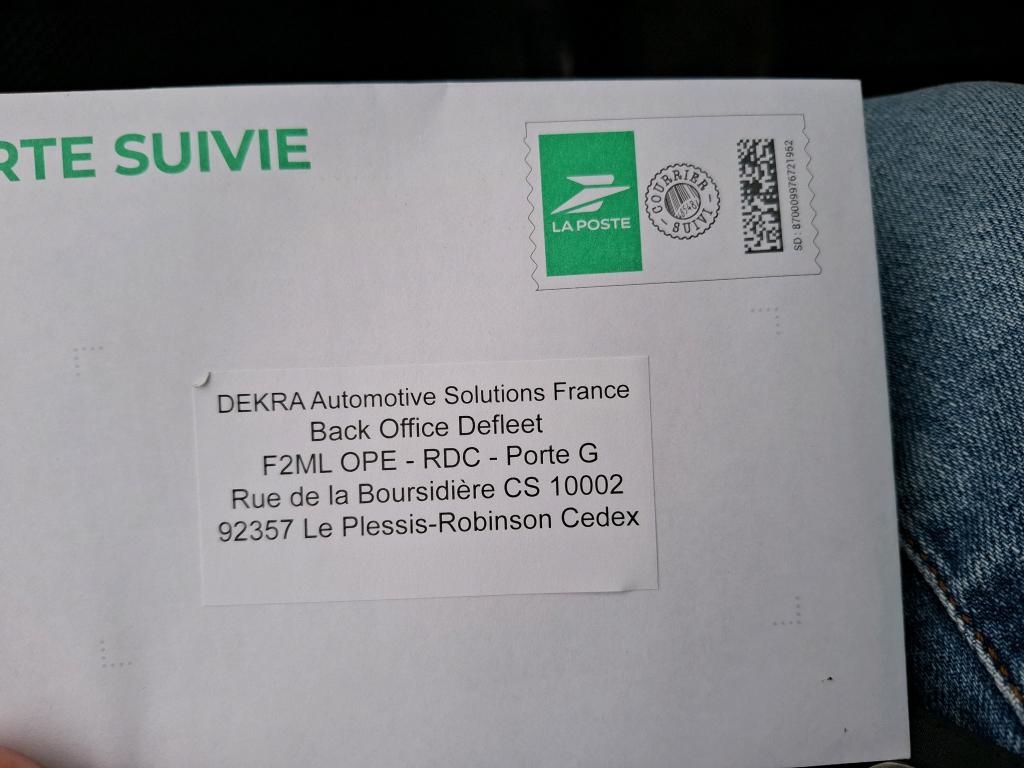 RTE SUIVIE
LA POSTE
COURRIER
SUIVI
SD : 870009976721952
DEKRA Automotive Solutions France
Back Office Defleet
F2ML OPE - RDC - Porte G
Rue de la Boursidière CS 10002
92357 Le Plessis-Robinson Cedex